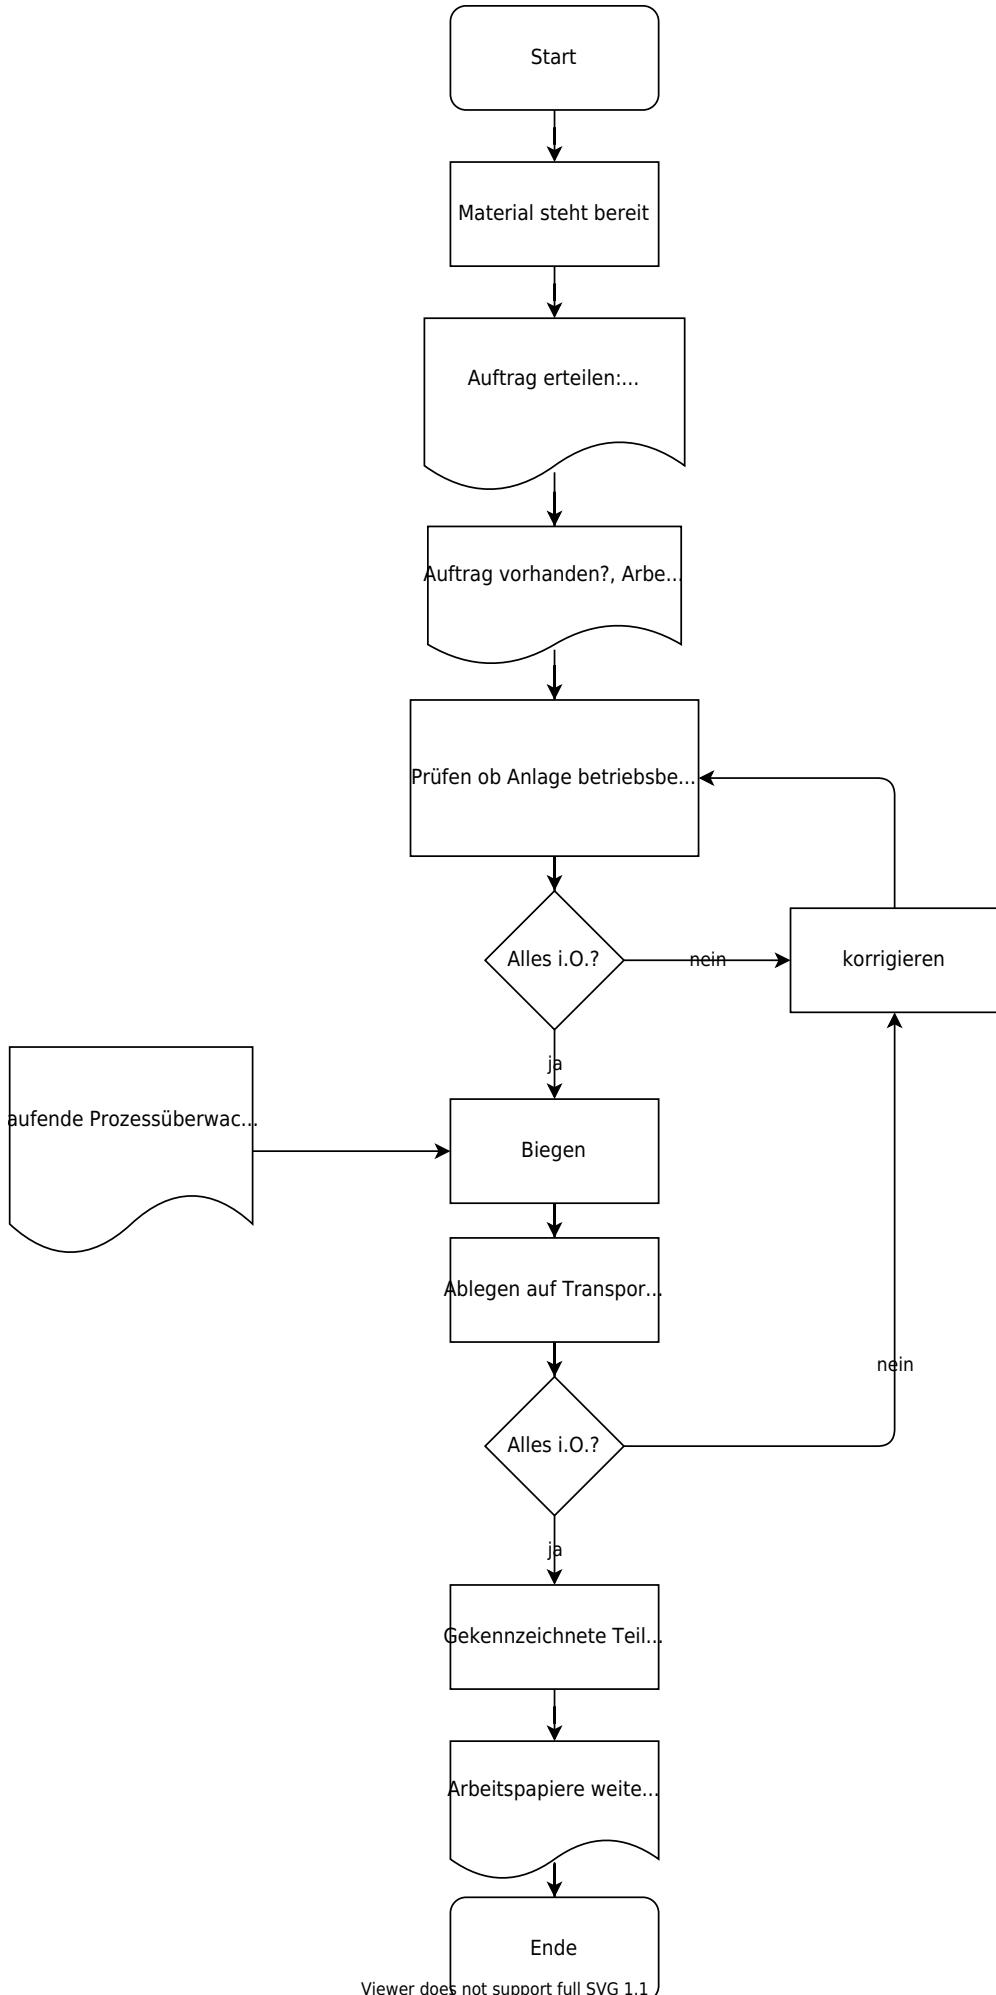 Start
Material steht bereit
Auftrag erteilen:...
Auftrag vorhanden?, Arbe...
Prüfen ob Anlage betriebsbe...
Alles i.O.?
nein
korrigieren
ja
aufende Prozessüberwac...
Biegen
Ablegen auf Transpor...
nein
Alles i.O.?
ja
Gekennzeichnete Teil...
Arbeitspapiere weite...
Ende
Viewer does not support full SVG 1.1